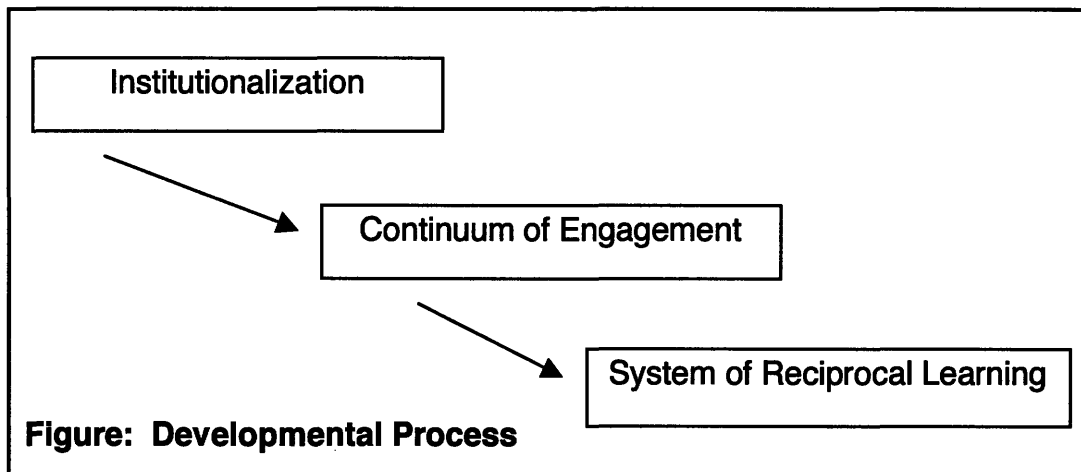 Institutionalization
Continuum of Engagement
System of Reciprocal Learning
Figure: Developmental Process